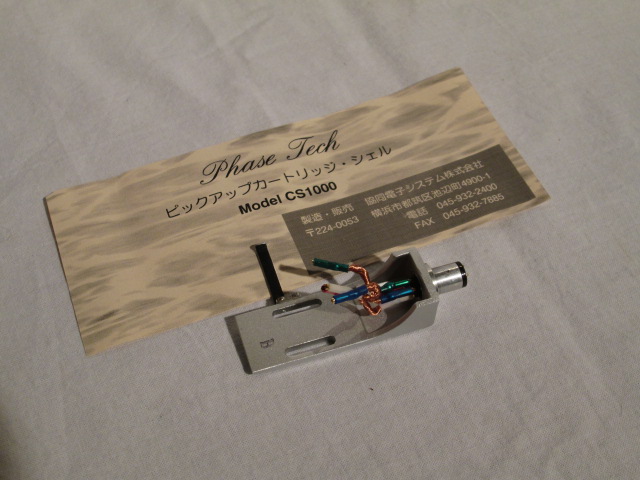 Phase Tech
ピックアップカートリッジ・シェル
Model CS1000
製造・販売 協同電子システム株式会社
〒224-0053 横浜市都筑区池辺町4900-1
電話 045-932-2400
FAX 045-932-7885